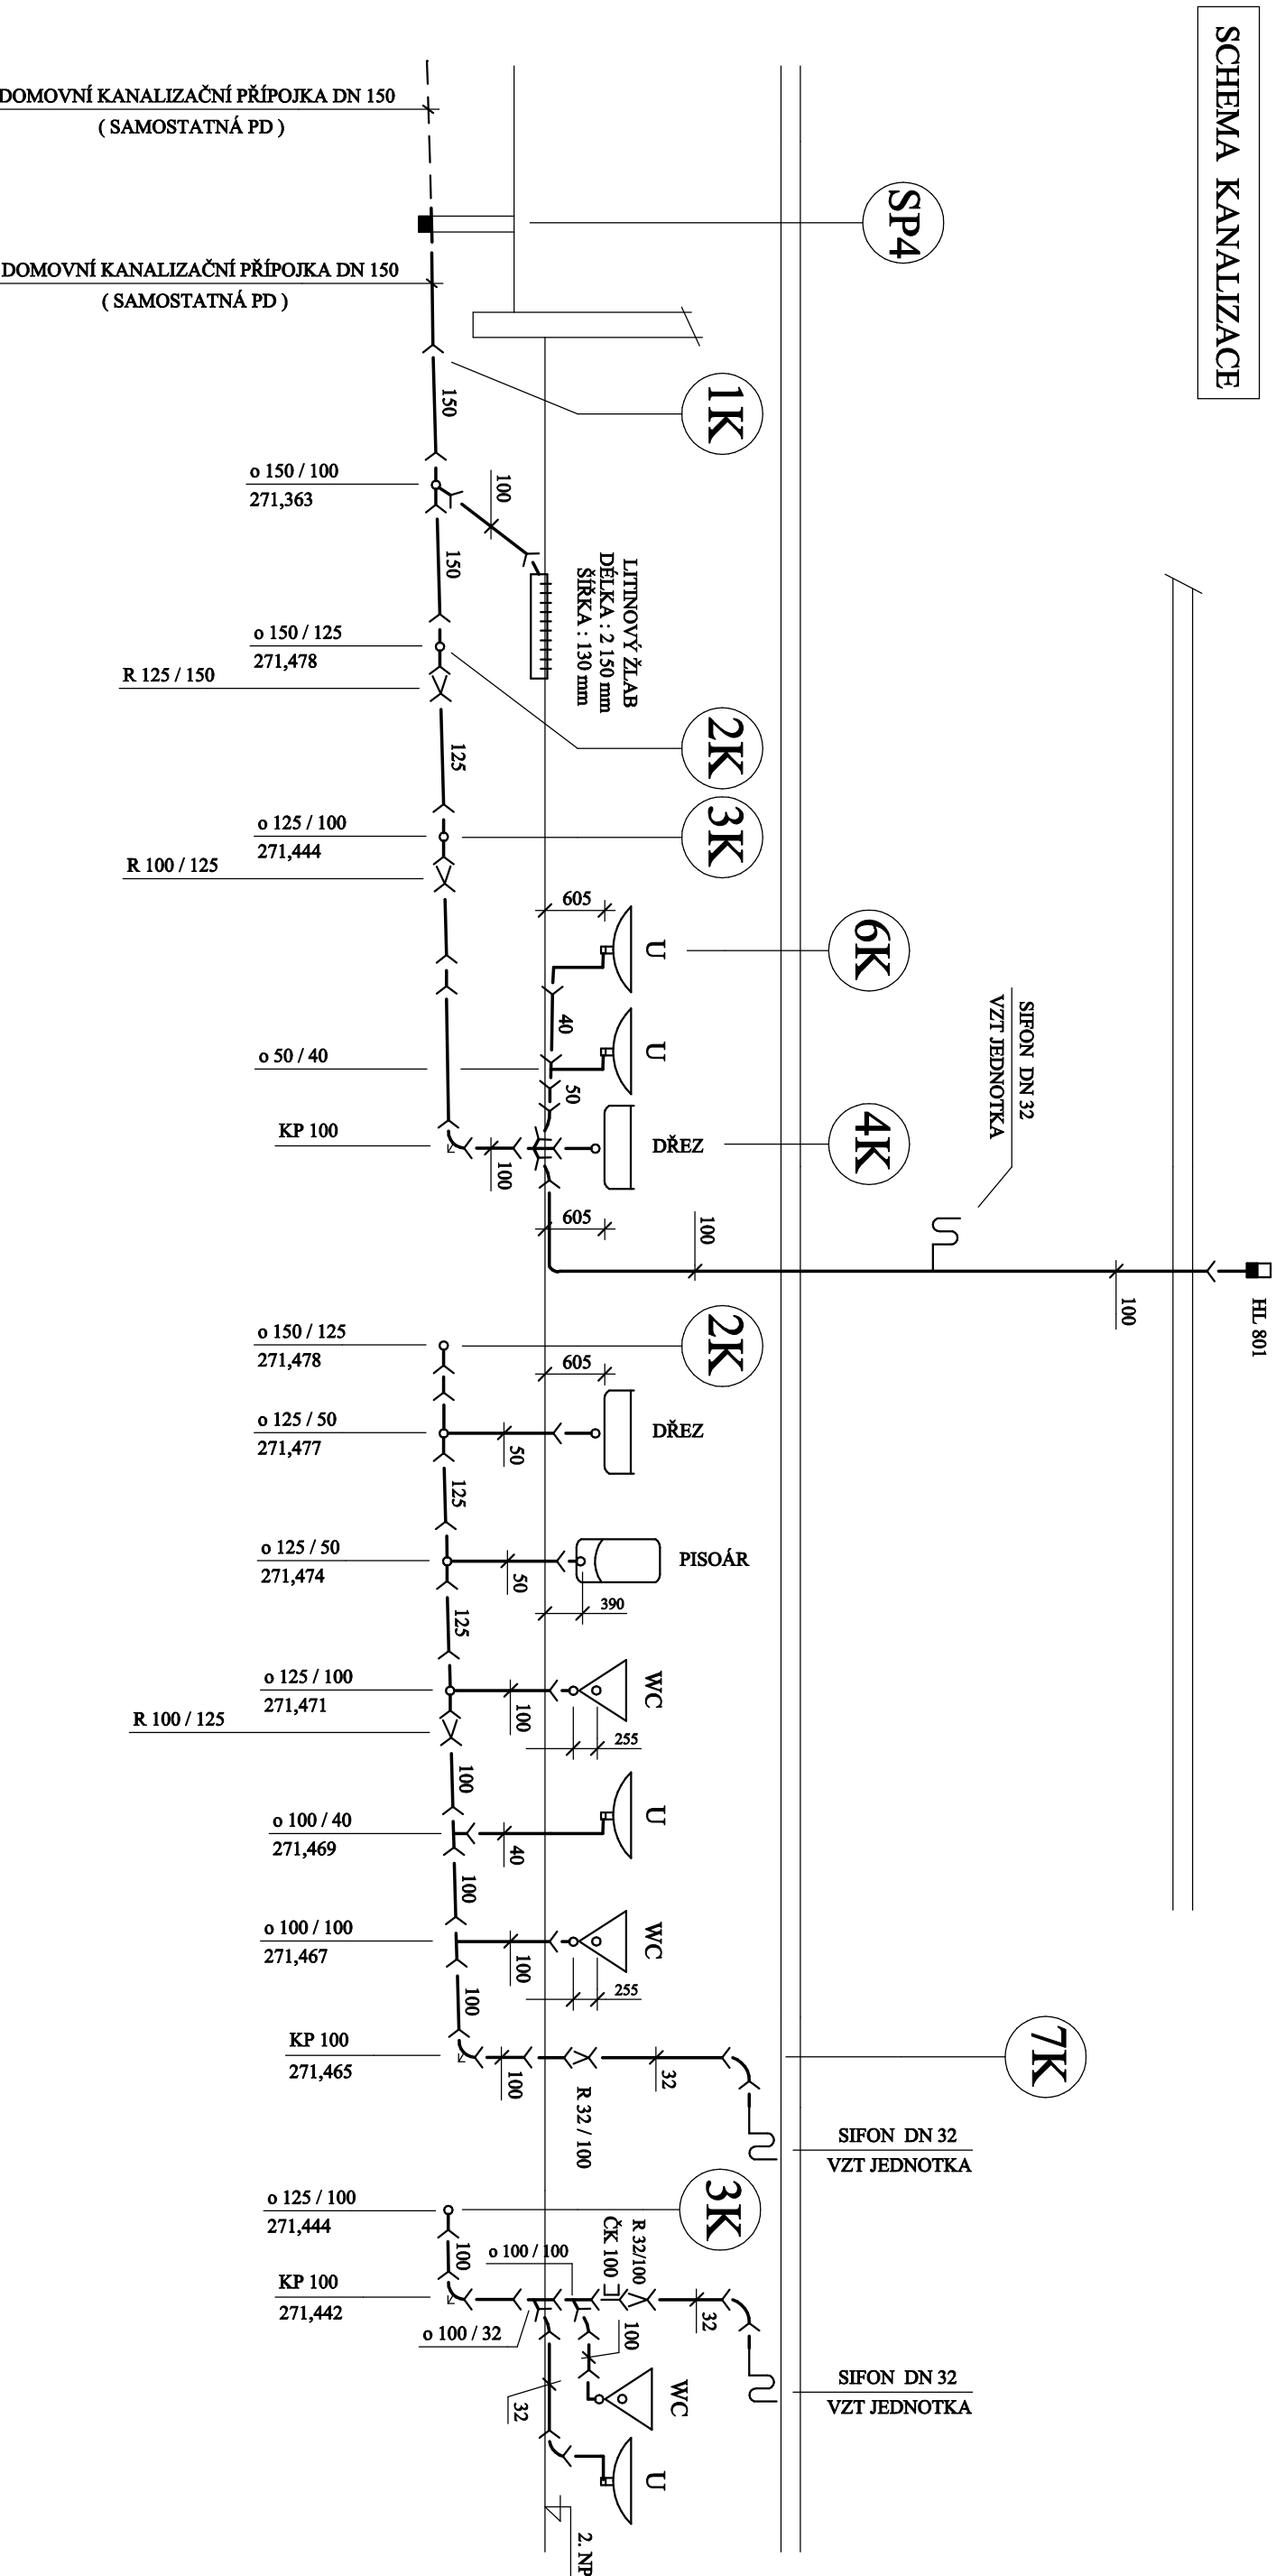 SCHEMA KANALIZACE
DOMOVNÍ KANALIZAČNÍ PŘÍPOJKA DN 150
( SAMOSTATNÁ PD )
SP4
DOMOVNÍ KANALIZAČNÍ PŘÍPOJKA DN 150
( SAMOSTATNÁ PD )
1K
150
o 150 / 100
271,363
100
150
LITINOVÝ ŽLAB
DÉLKA : 2 150 mm
ŠÍŘKA : 130 mm
o 150 / 125
271,478
R 125 / 150
2K
125
3K
o 125 / 100
271,444
R 100 / 125
605
U
6K
40
U
SIFON DN 32
VZT JEDNOTKA
o 50 / 40
50
KP 100
100
DŘEZ
4K
605
100
100
HL 801
2K
o 150 / 125
271,478
605
o 125 / 50
271,477
50
DŘEZ
125
o 125 / 50
271,474
50
PISOÁR
390
125
o 125 / 100
271,471
100
WC
255
R 100 / 125
100
o 100 / 40
271,469
40
U
100
o 100 / 100
271,467
100
WC
255
100
KP 100
271,465
100
R 32 / 100
32
7K
SIFON DN 32
VZT JEDNOTKA
3K
o 125 / 100
271,444
100
o 100 / 100
ČK 100
R 32/100
KP 100
271,442
o 100 / 32
32
100
SIFON DN 32
VZT JEDNOTKA
WC
32
U
2. NP